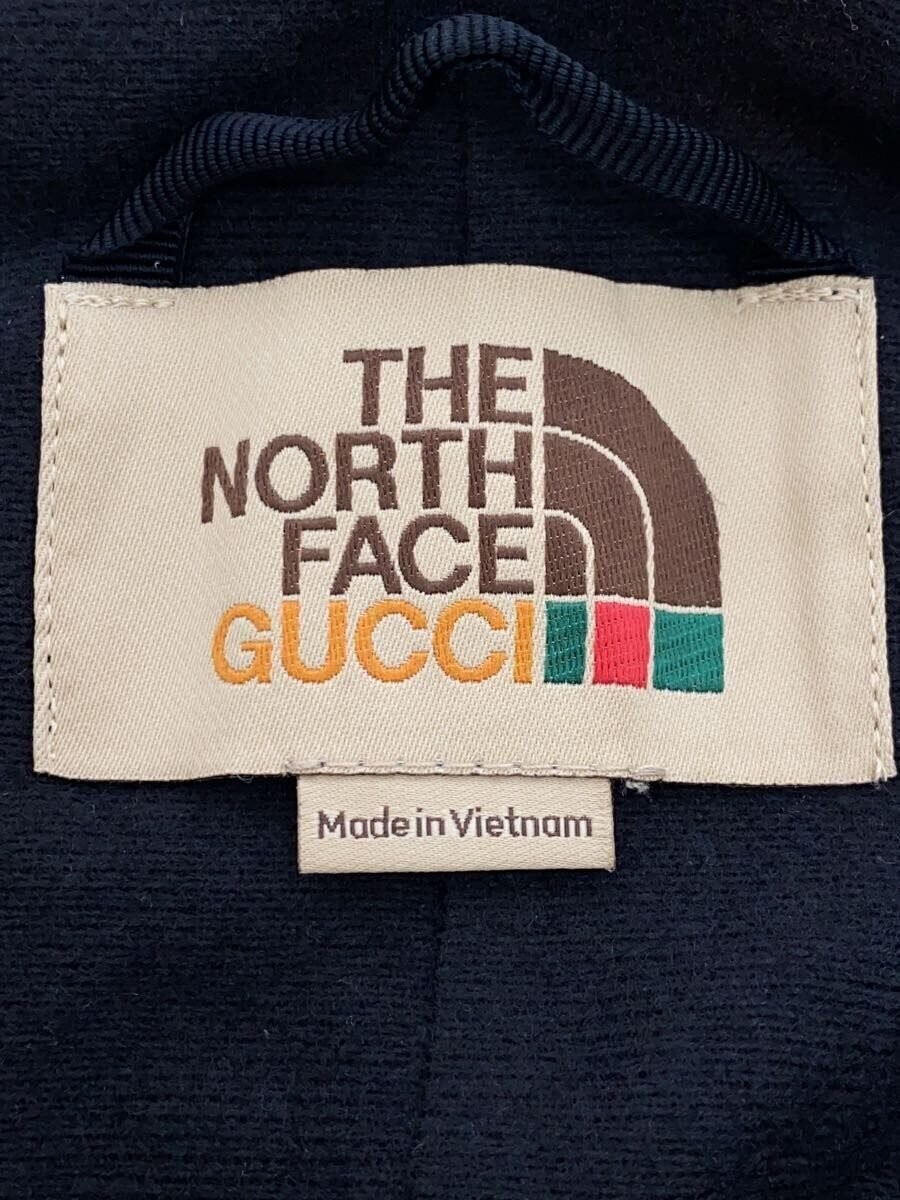 THE
NORTH
FACE
GUCCI
Made in Vietnam